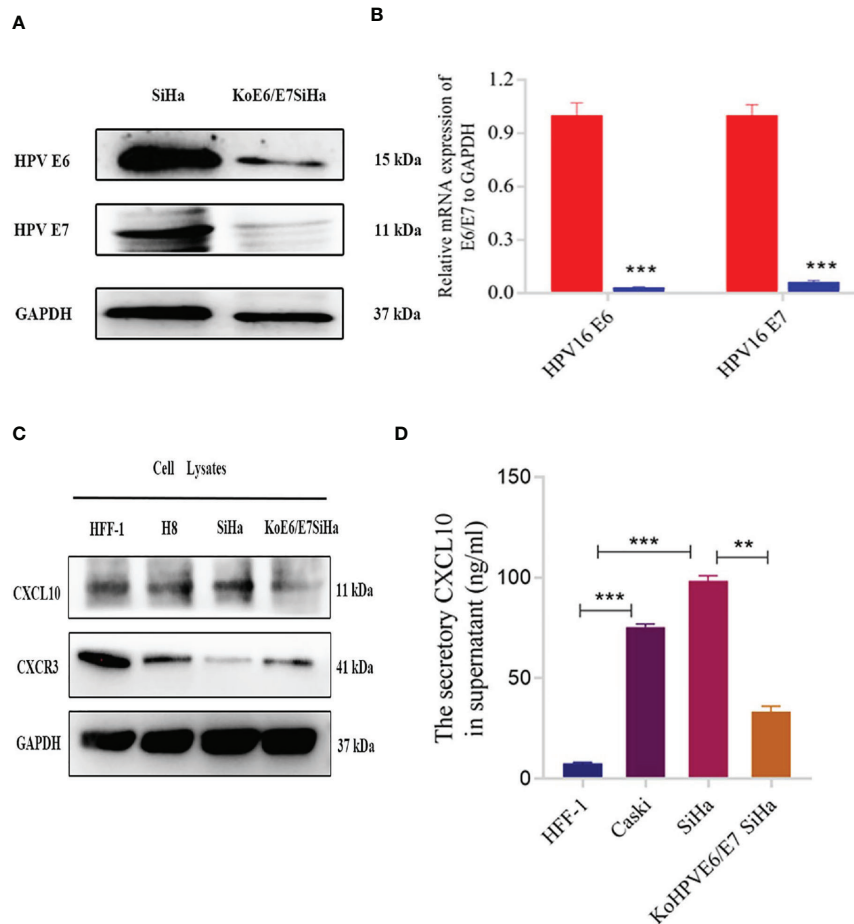 A
SiHa KoE6/E7SiHa
HPV E6 15 kDa
HPV E7 11 kDa
GAPDH 37 kDa
B
Relative mRNA expression of
E6/E7 to GAPDH
1.2
0.9
0.6
0.3
0.0
*** ***
HPV16 E6 HPV16 E7
C
Cell Lysates
HFF-1 H8 SiHa KoE6/E7SiHa
CXCL10 11 kDa
CXCR3 41 kDa
GAPDH 37 kDa
D
The secretory CXCL10
in supernatant (ng/ml)
150
100
50
0
*** **
***
HFF-1 Caski SiHa KoHPVE6/E7 SiHa